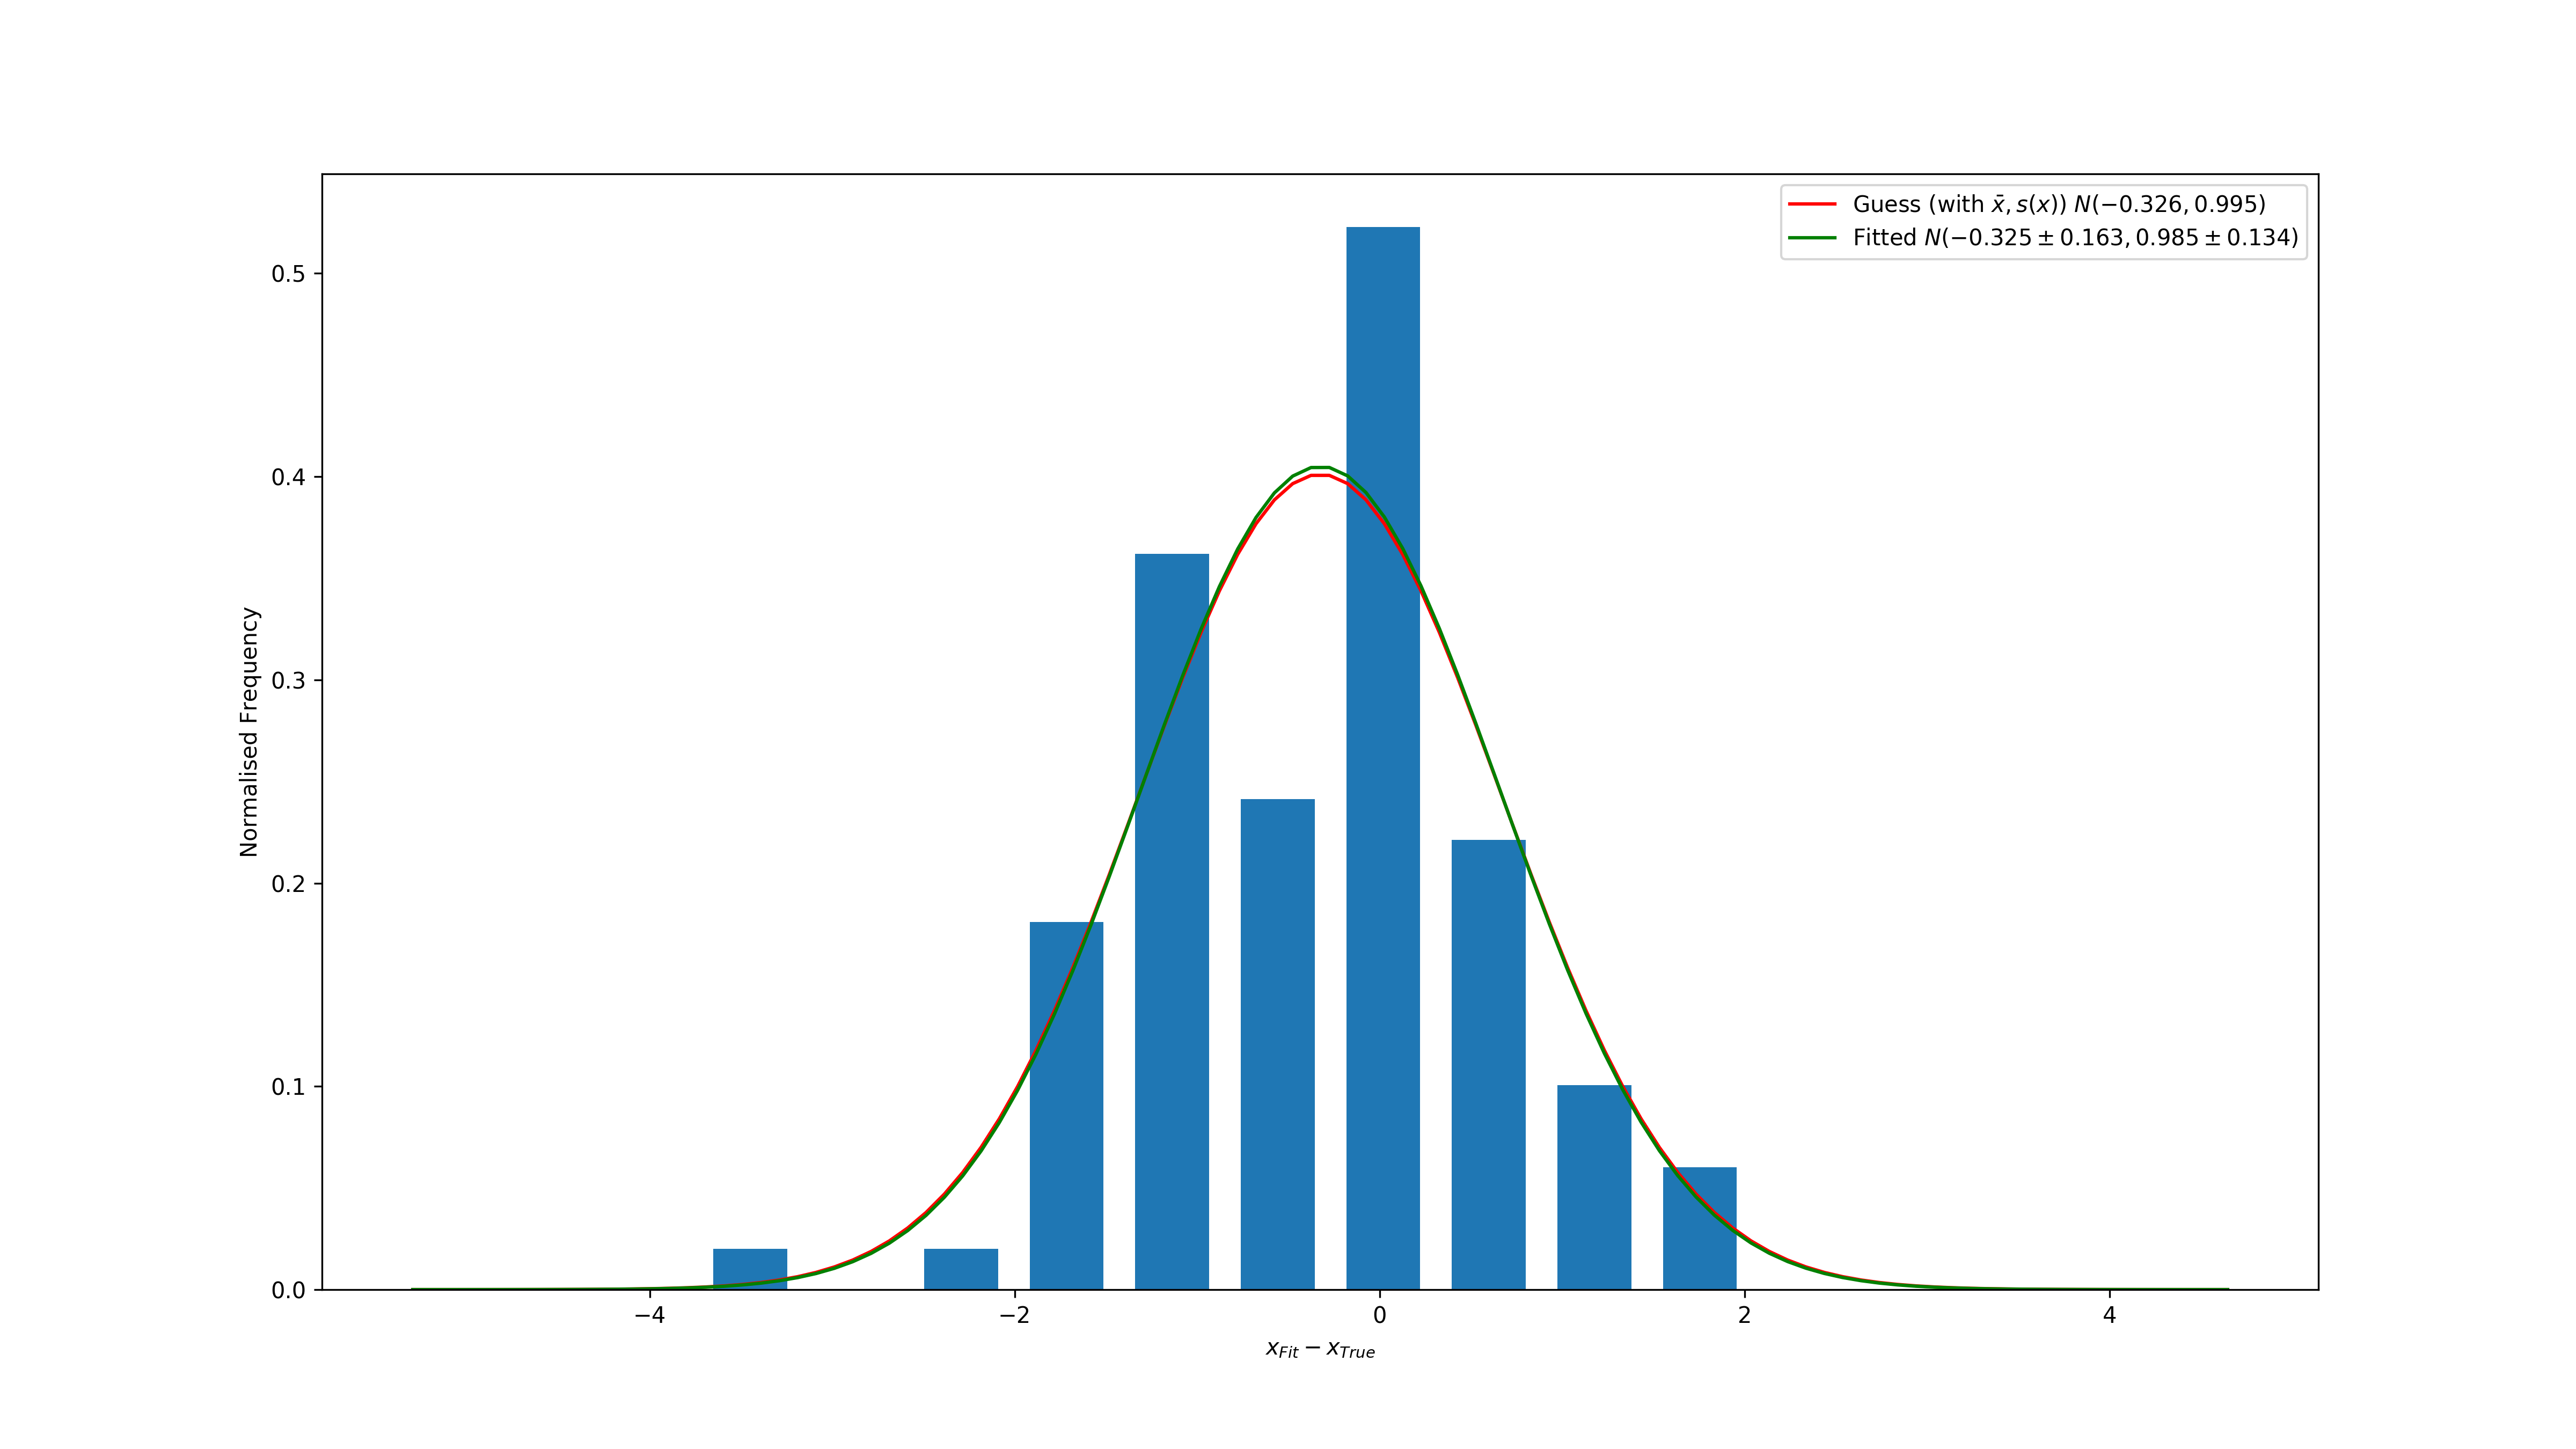 Guess (with x̄, s(x)) N(−0.326, 0.995)
Fitted N(−0.325 ± 0.163, 0.985 ± 0.134)
0.5
0.4
0.3
0.2
0.1
0.0
Normalised Frequency
−4
−2
0
2
4
x_Fit − x_True